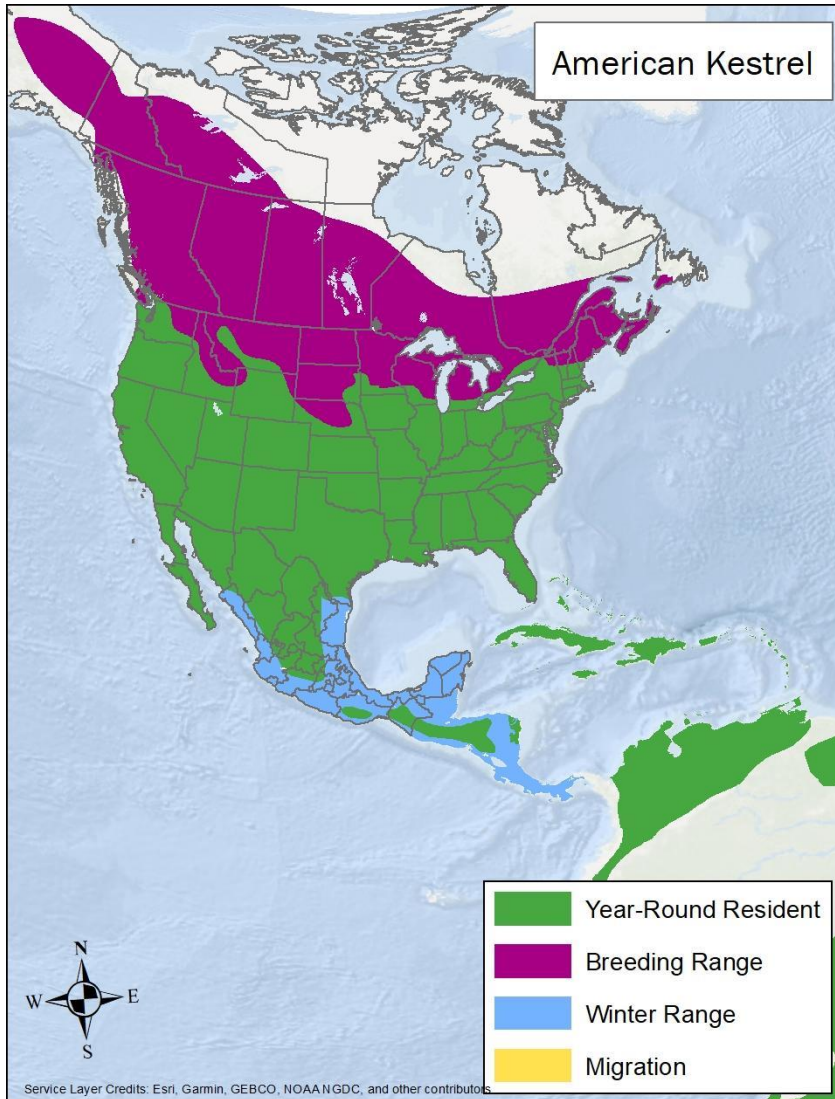 American Kestrel
N
W
E
S
Year-Round Resident
Breeding Range
Winter Range
Migration
Service Layer Credits: Esri, Garmin, GEBCO, NOAA NGDC, and other contributors